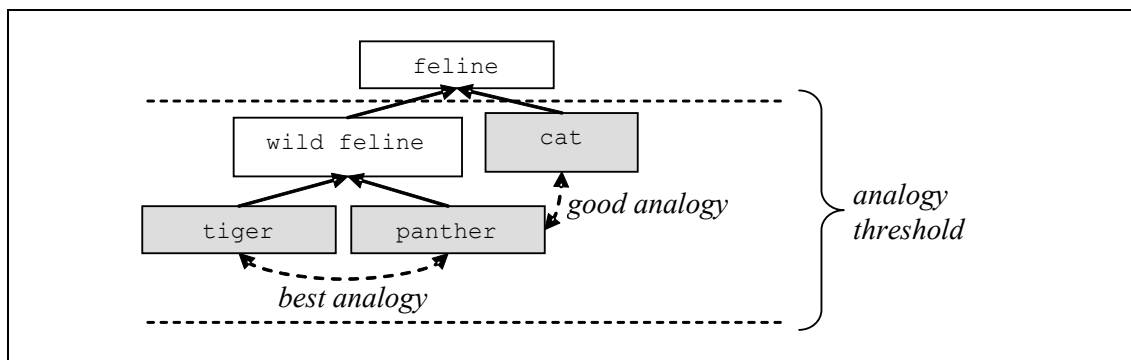 feline
wild feline
cat
good analogy
analogy
threshold
tiger
panther
best analogy